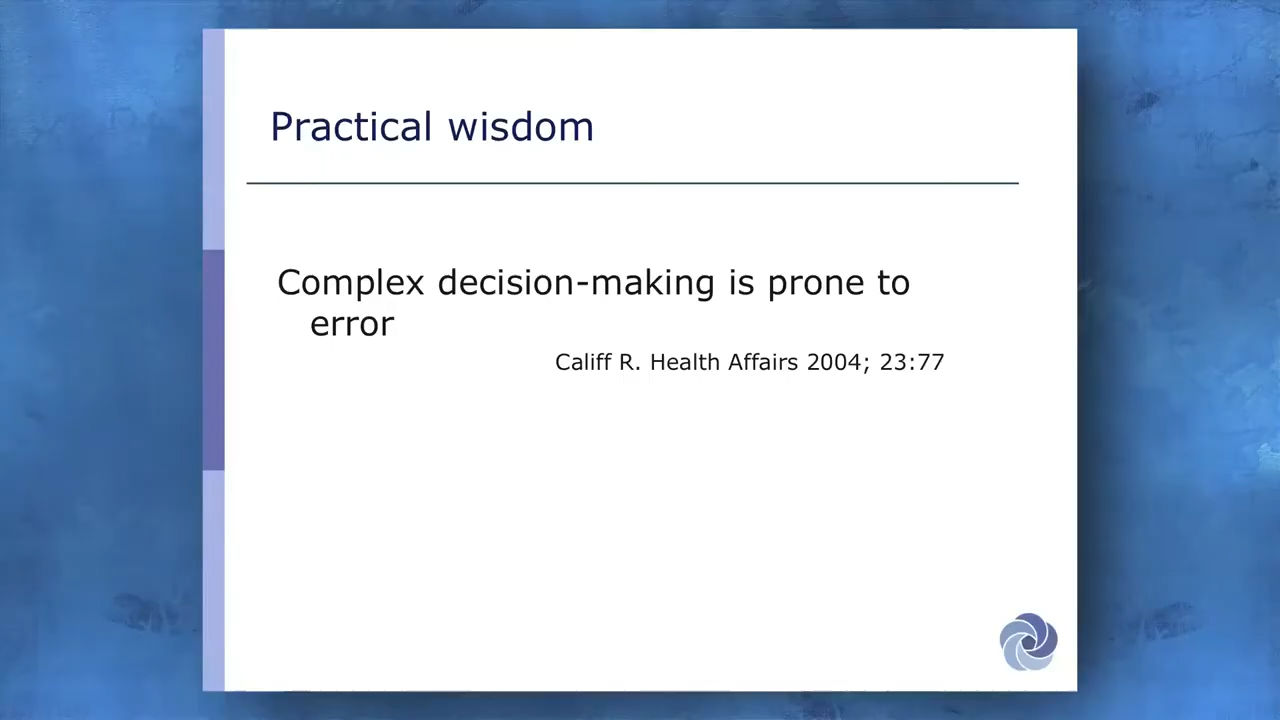 Practical wisdom
Complex decision-making is prone to
error
Califf R. Health Affairs 2004; 23:77